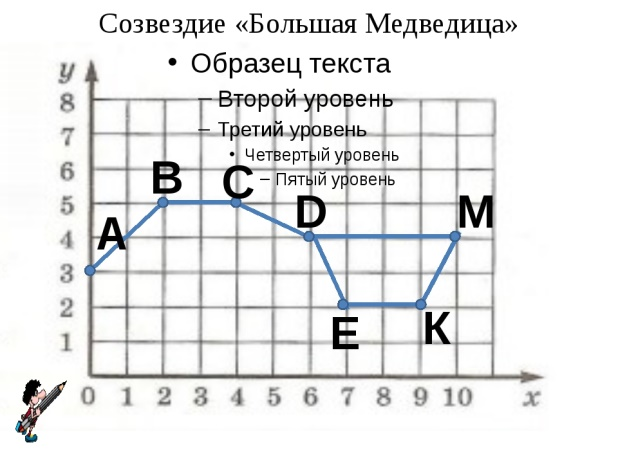 Созвездие «Большая Медведица»
• Образец текста
– Второй уровень
– Третий уровень
• Четвертый уровень
– Пятый уровень
y
8
7
6
5
4
3
2
1
A
B
C
D
M
E
K
0 1 2 3 4 5 6 7 8 9 10 x